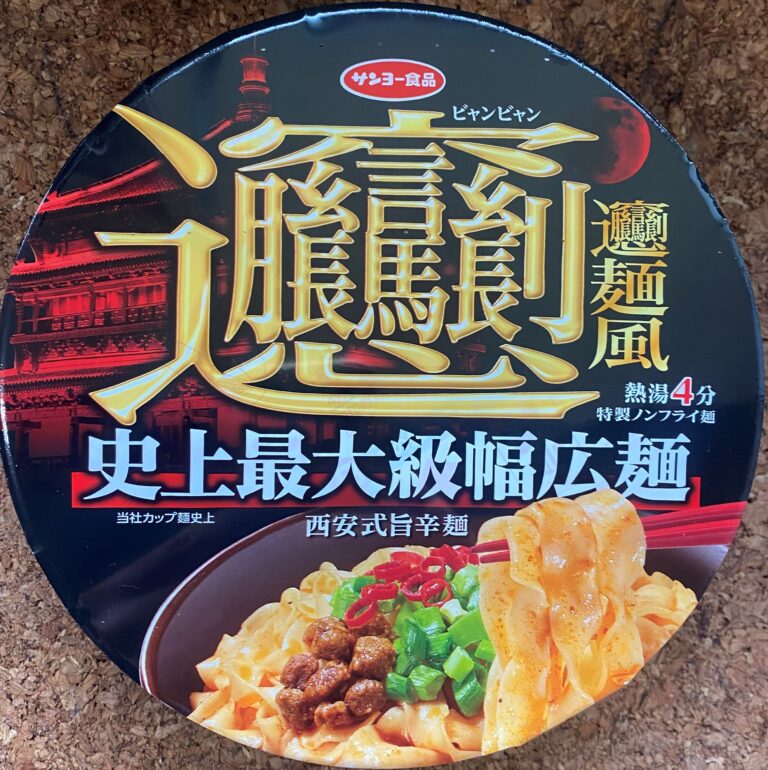 サンヨー食品
ビャンビャン
𰻞
𰻞麺風
熱湯4分
特製ノンフライ麺
史上最大級幅広麺
当社カップ麺史上
西安式旨辛麺